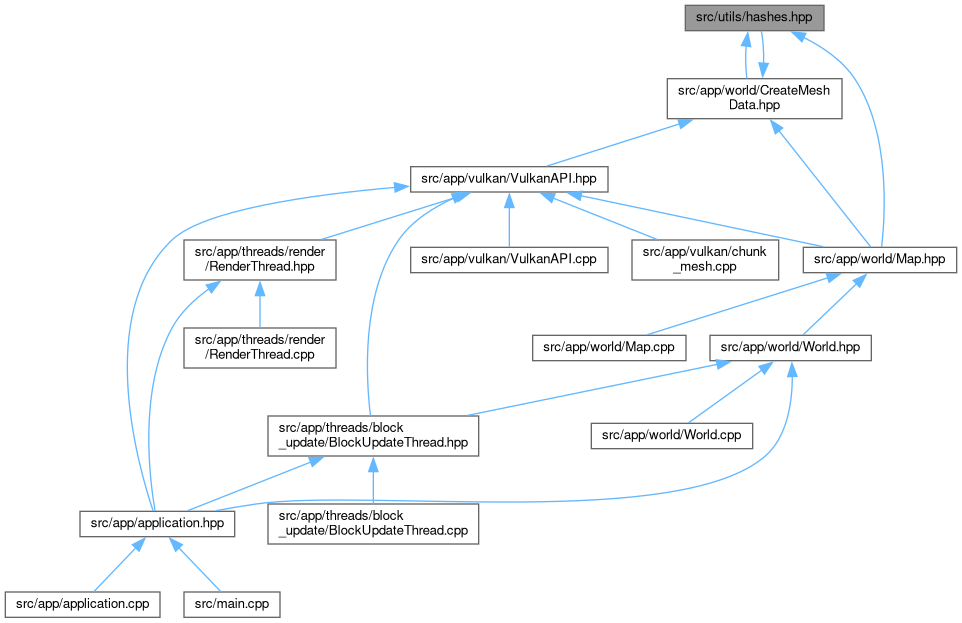 src/utils/hashes.hpp
src/app/world/CreateMesh
Data.hpp
src/app/vulkan/VulkanAPI.hpp
src/app/threads/render
/RenderThread.hpp
src/app/vulkan/VulkanAPI.cpp
src/app/vulkan/chunk
_mesh.cpp
src/app/world/Map.hpp
src/app/threads/render
/RenderThread.cpp
src/app/world/Map.cpp
src/app/world/World.hpp
src/app/threads/block
_update/BlockUpdateThread.hpp
src/app/world/World.cpp
src/app/application.hpp
src/app/threads/block
_update/BlockUpdateThread.cpp
src/app/application.cpp
src/main.cpp